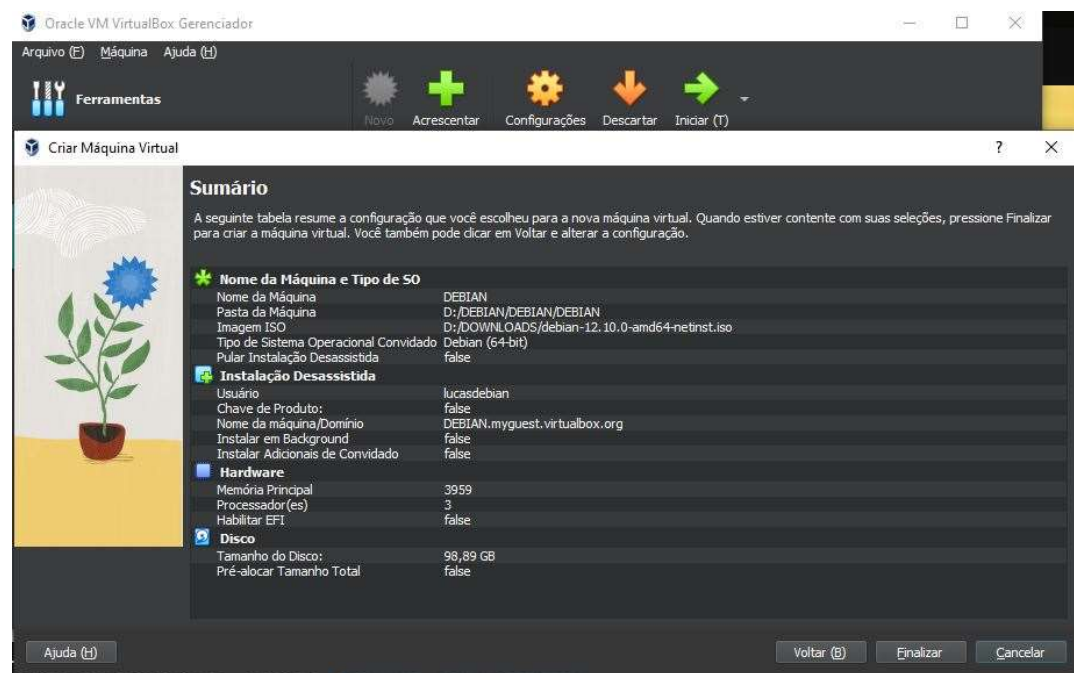 Oracle VM VirtualBox Gerenciador
Arquivo (F) Máquina Ajuda (H)
Ferramentas
Novo Acrescentar Configurações Descartar Iniciar (T)
Criar Máquina Virtual ?
Sumário
A seguinte tabela resume a configuração que você escolheu para a nova máquina virtual. Quando estiver contente com suas seleções, pressione Finalizar
para criar a máquina virtual. Você também pode clicar em Voltar e alterar a configuração.
Nome da Máquina e Tipo de SO
Nome da Máquina DEBIAN
Pasta da Máquina D:/DEBIAN/DEBIAN/DEBIAN
Imagem ISO D:/DOWNLOADS/debian-12.10.0-amd64-netinst.iso
Tipo de Sistema Operacional Convidado Debian (64-bit)
Pular Instalação Desassistida false
Instalação Desassistida
Usuário lucasdebian
Chave de Produto: false
Nome da máquina/Domínio DEBIAN.myguest.virtualbox.org
Instalar em Background false
Instalar Adicionais de Convidado false
Hardware
Memória Principal 3959
Processador(es) 3
Habilitar EFI false
Disco
Tamanho do Disco: 98,89 GB
Pré-alocar Tamanho Total false
Ajuda (H) Voltar (B) Finalizar Cancelar